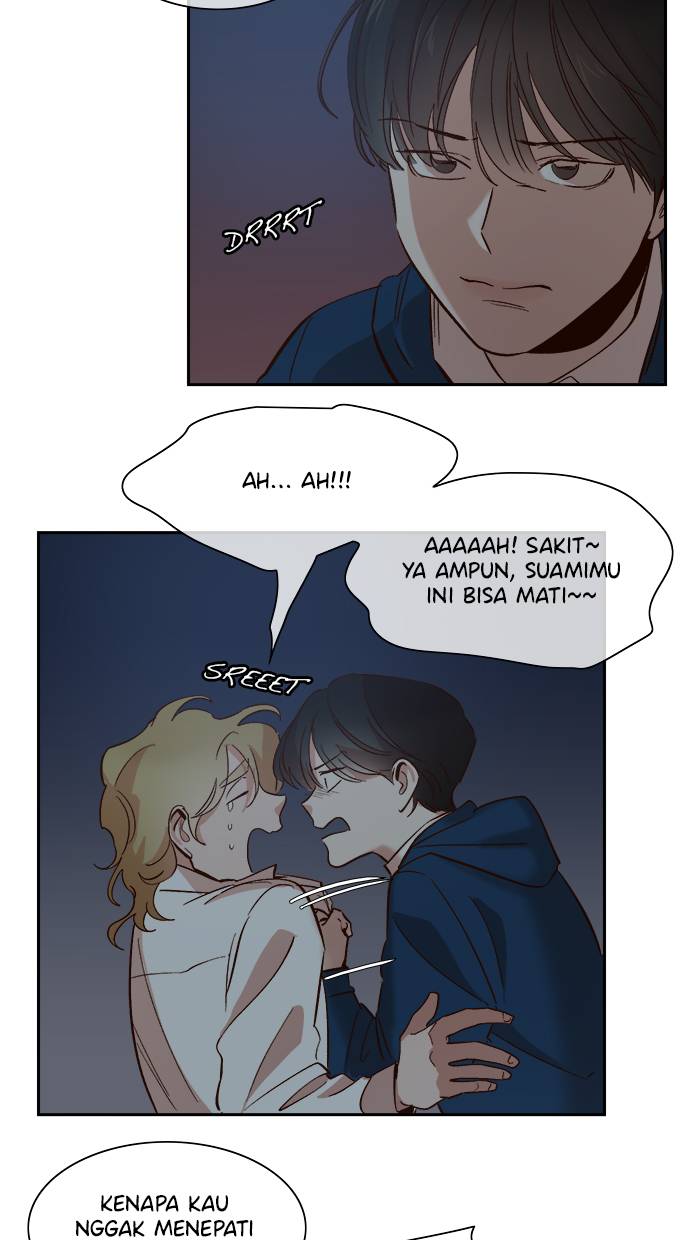 DRRRT
AH... AH!!!
AAAAAH! SAKIT~
YA AMPUN, SUAMIMU
INI BISA MATI~~
SREEET
KENAPA KAU
NGGAK MENEPATI